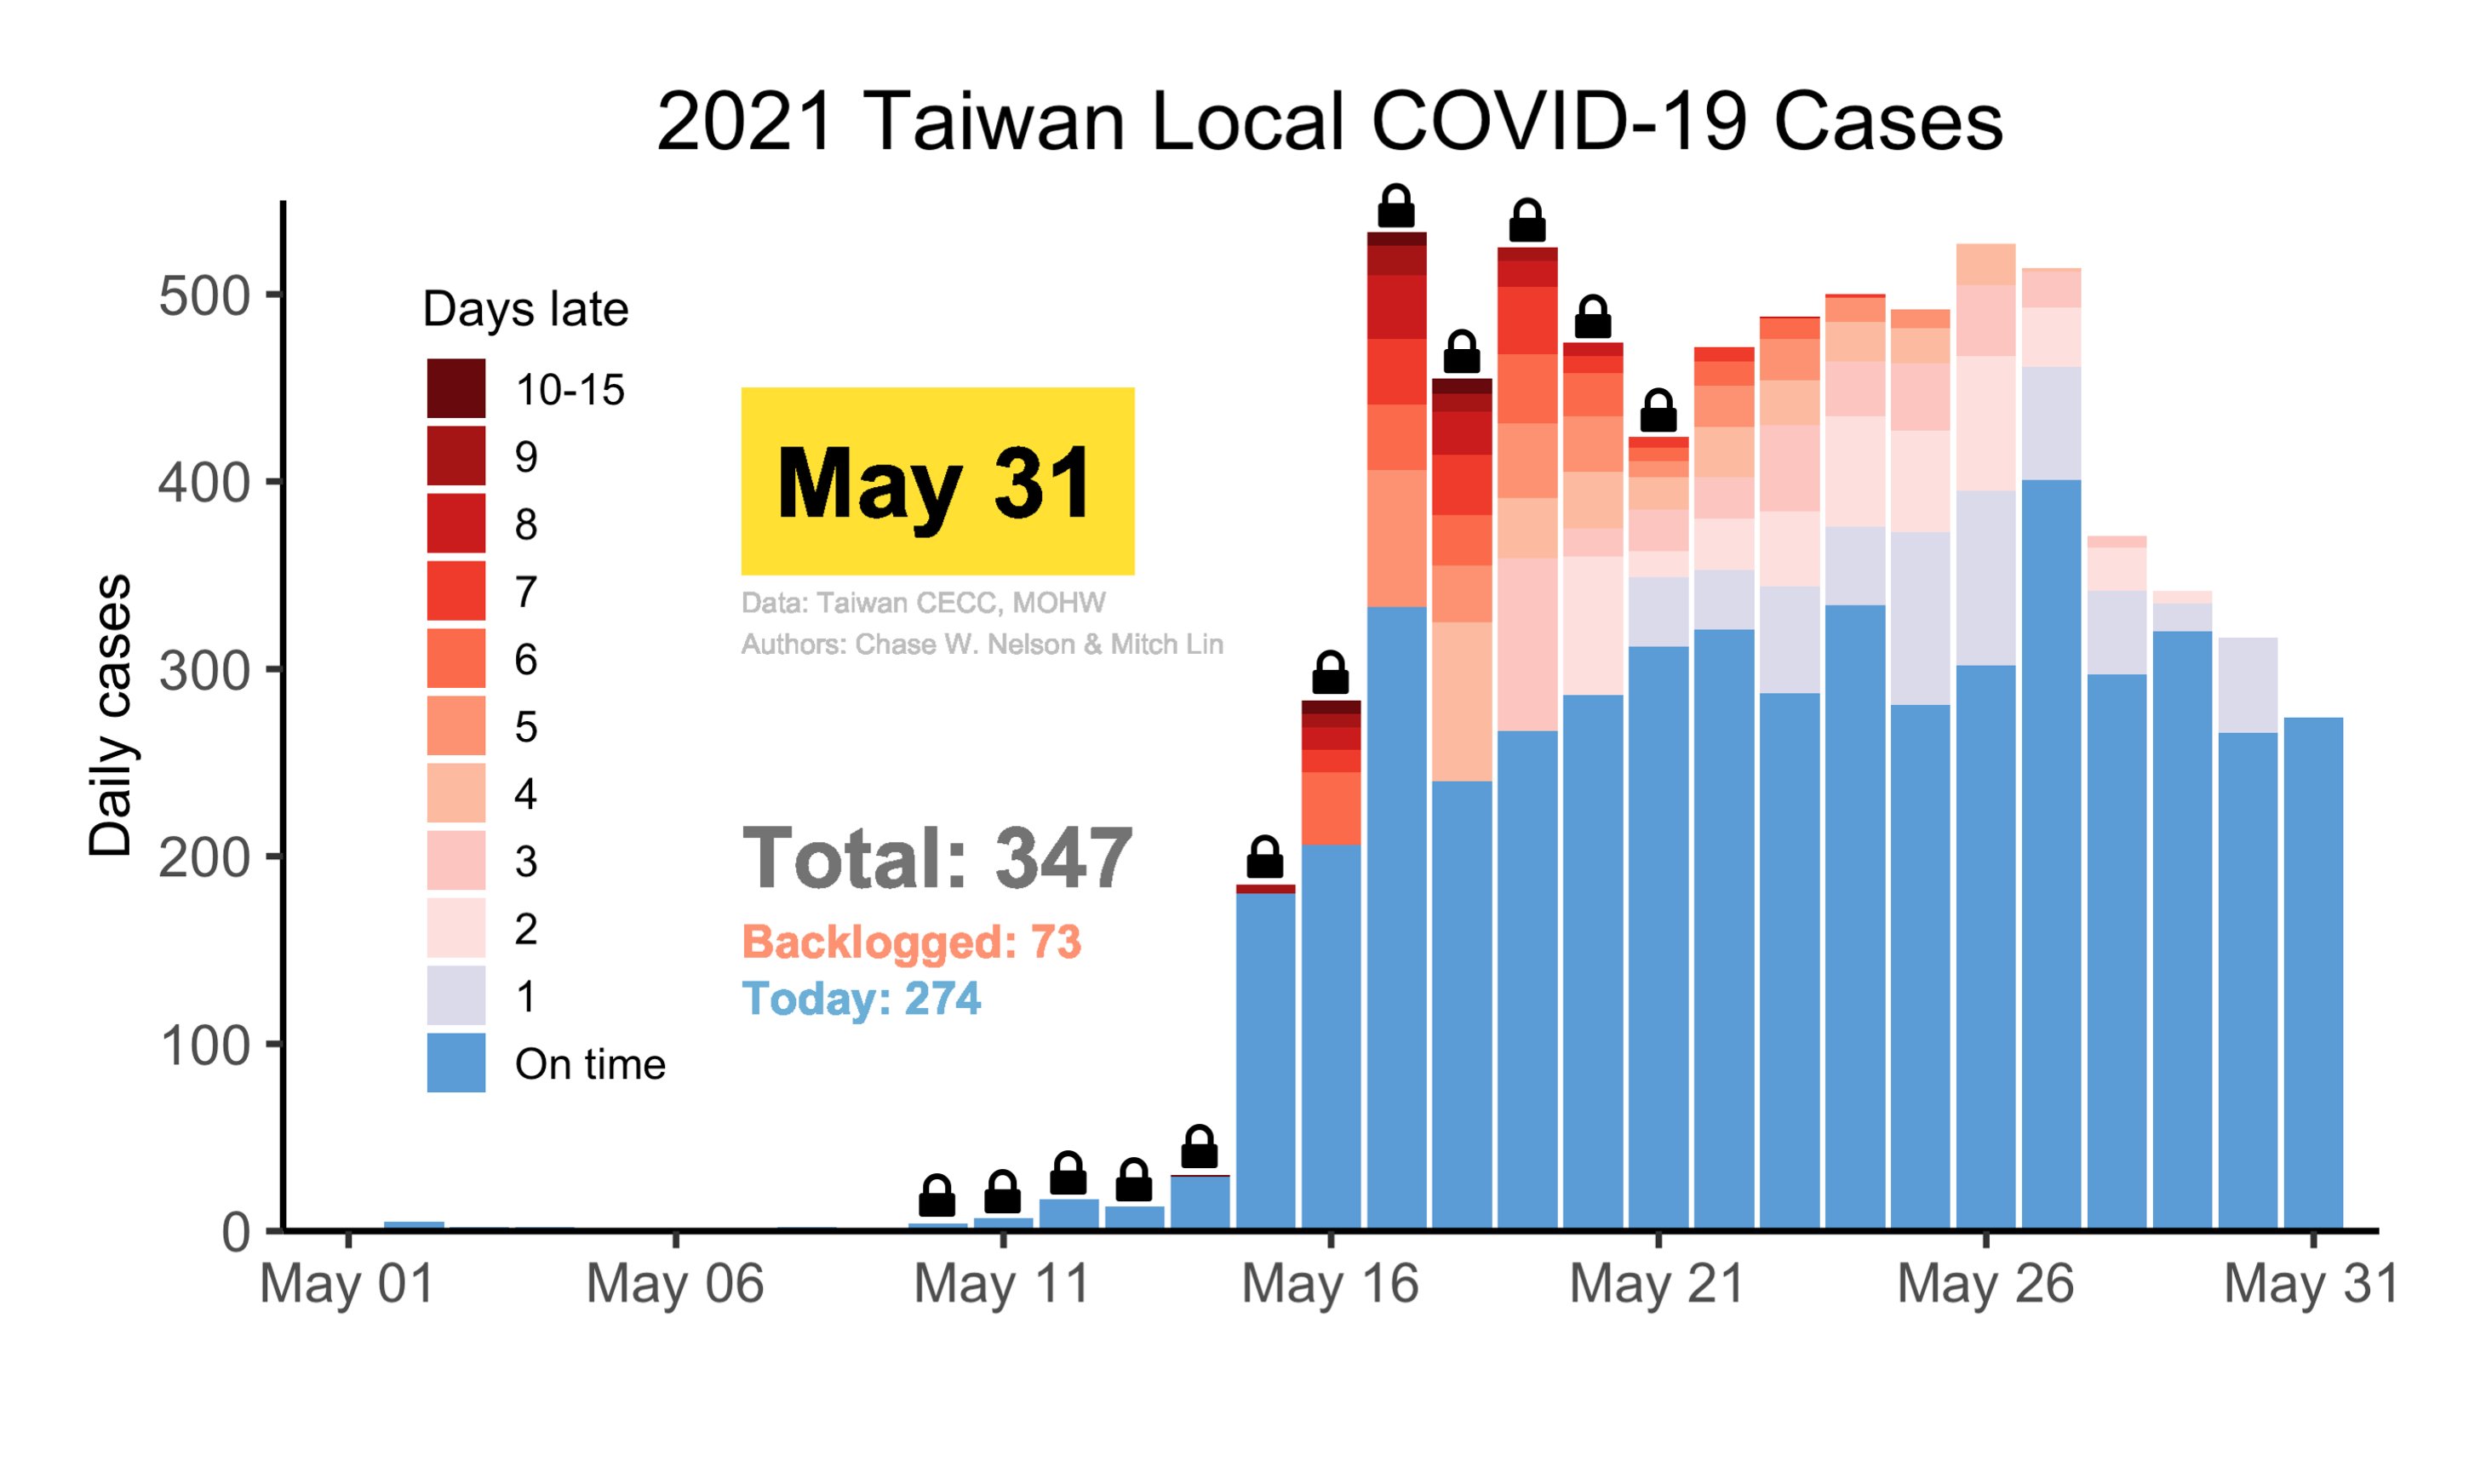 2021 Taiwan Local COVID-19 Cases
Daily cases
500
400
300
200
100
0
Days late
10-15
9
8
7
6
5
4
3
2
1
On time
May 31
Data: Taiwan CECC, MOHW
Authors: Chase W. Nelson & Mitch Lin
Total: 347
Backlogged: 73
Today: 274
May 01
May 06
May 11
May 16
May 21
May 26
May 31